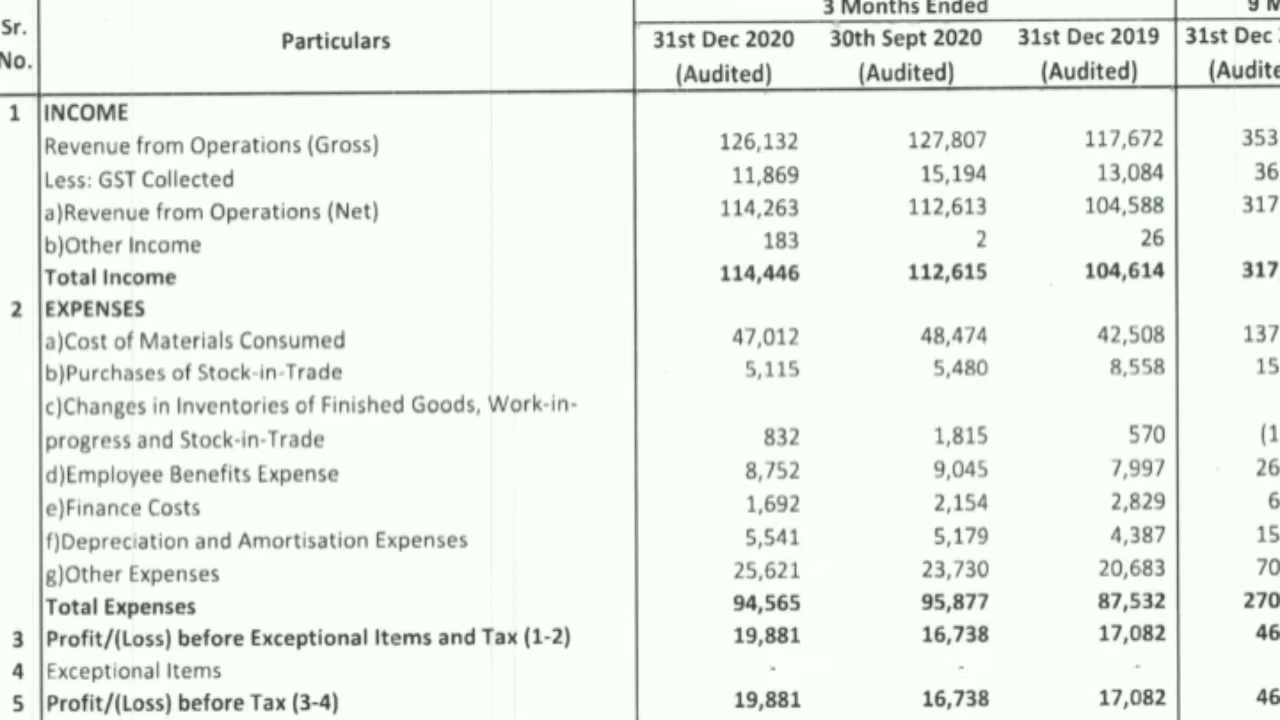 3 Months Ended 9 M
Sr. No. Particulars 31st Dec 2020 30th Sept 2020 31st Dec 2019 31st Dec
(Audited) (Audited) (Audited) (Audite
1 INCOME
Revenue from Operations (Gross) 126,132 127,807 117,672 353
Less: GST Collected 11,869 15,194 13,084 36
a)Revenue from Operations (Net) 114,263 112,613 104,588 317
b)Other Income 183 2 26
Total Income 114,446 112,615 104,614 317
2 EXPENSES
a)Cost of Materials Consumed 47,012 48,474 42,508 137
b)Purchases of Stock-in-Trade 5,115 5,480 8,558 15
c)Changes in Inventories of Finished Goods, Work-in-
progress and Stock-in-Trade 832 1,815 570 (1
d)Employee Benefits Expense 8,752 9,045 7,997 26
e)Finance Costs 1,692 2,154 2,829 6
f)Depreciation and Amortisation Expenses 5,541 5,179 4,387 15
g)Other Expenses 25,621 23,730 20,683 70
Total Expenses 94,565 95,877 87,532 270
3 Profit/(Loss) before Exceptional Items and Tax (1-2) 19,881 16,738 17,082 46
4 Exceptional Items - - -
5 Profit/(Loss) before Tax (3-4) 19,881 16,738 17,082 46